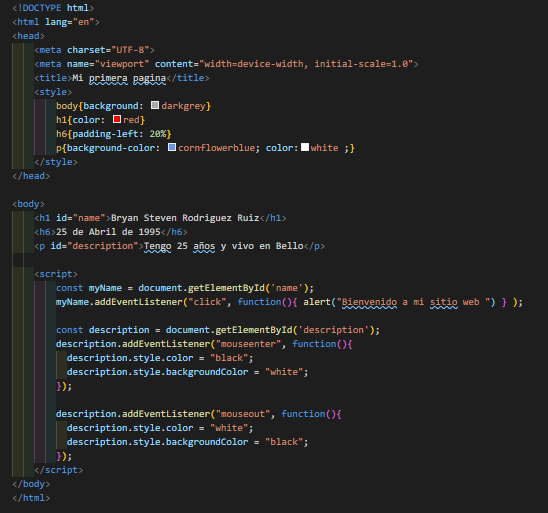 <!DOCTYPE html>
<html lang="en">
<head>
    <meta charset="UTF-8">
    <meta name="viewport" content="width=device-width, initial-scale=1.0">
    <title>Mi primera pagina</title>
    <style>
        body{background: darkgrey}
        h1{color: red}
        h6{padding-left: 20%}
        p{background-color: cornflowerblue; color:white ;}
    </style>
</head>

<body>
    <h1 id="name">Bryan Steven Rodriguez Ruiz</h1>
    <h6>25 de Abril de 1995</h6>
    <p id="description">Tengo 25 años y vivo en Bello</p>

    <script>
        const myName = document.getElementById('name');
        myName.addEventListener("click", function(){ alert("Bienvenido a mi sitio web ") } );

        const description = document.getElementById('description');
        description.addEventListener("mouseenter", function(){
          description.style.color = "black";
          description.style.backgroundColor = "white";
        });

        description.addEventListener("mouseout", function(){
          description.style.color = "white";
          description.style.backgroundColor = "black";
        });
    </script>
</body>
</html>